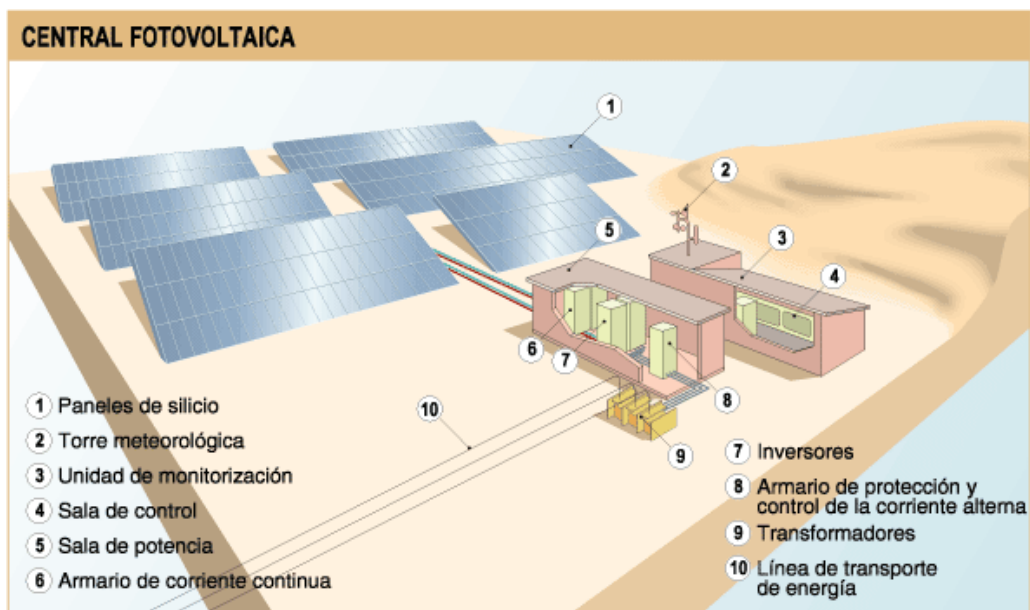 CENTRAL FOTOVOLTAICA
1
2
3
4
5
6
7
8
9
10
1 Paneles de silicio
2 Torre meteorológica
3 Unidad de monitorización
4 Sala de control
5 Sala de potencia
6 Armario de corriente continua
7 Inversores
8 Armario de protección y
control de la corriente alterna
9 Transformadores
10 Línea de transporte
de energía